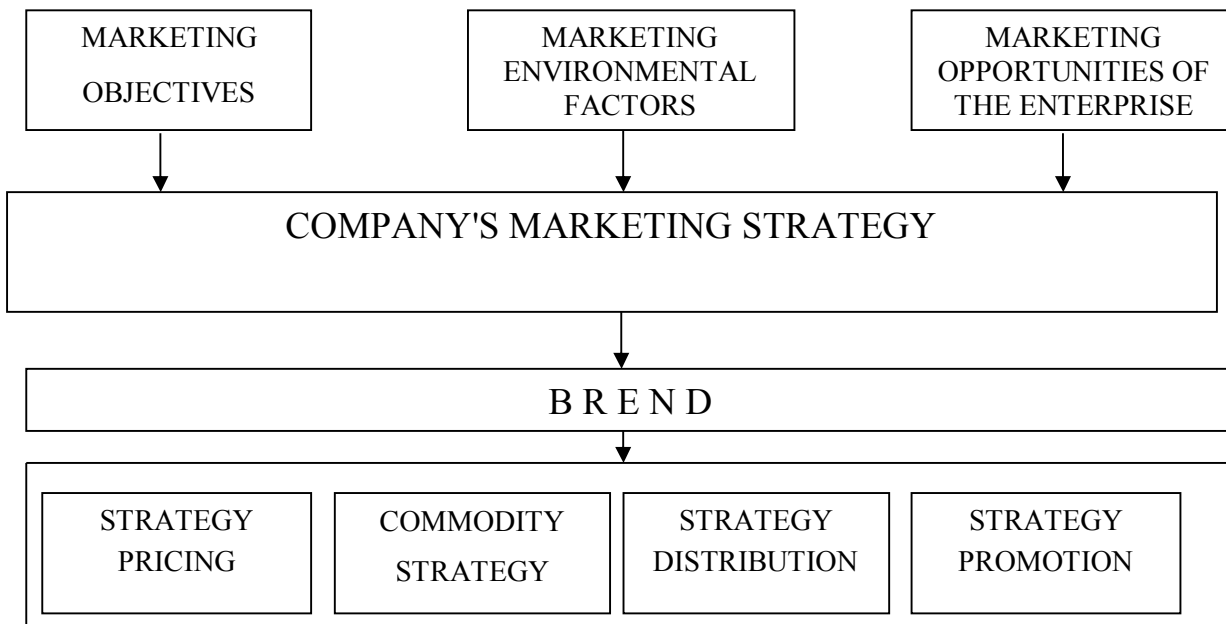 MARKETING
OBJECTIVES
MARKETING
ENVIRONMENTAL
FACTORS
MARKETING
OPPORTUNITIES OF
THE ENTERPRISE
COMPANY'S MARKETING STRATEGY
B R E N D
STRATEGY
PRICING
COMMODITY
STRATEGY
STRATEGY
DISTRIBUTION
STRATEGY
PROMOTION